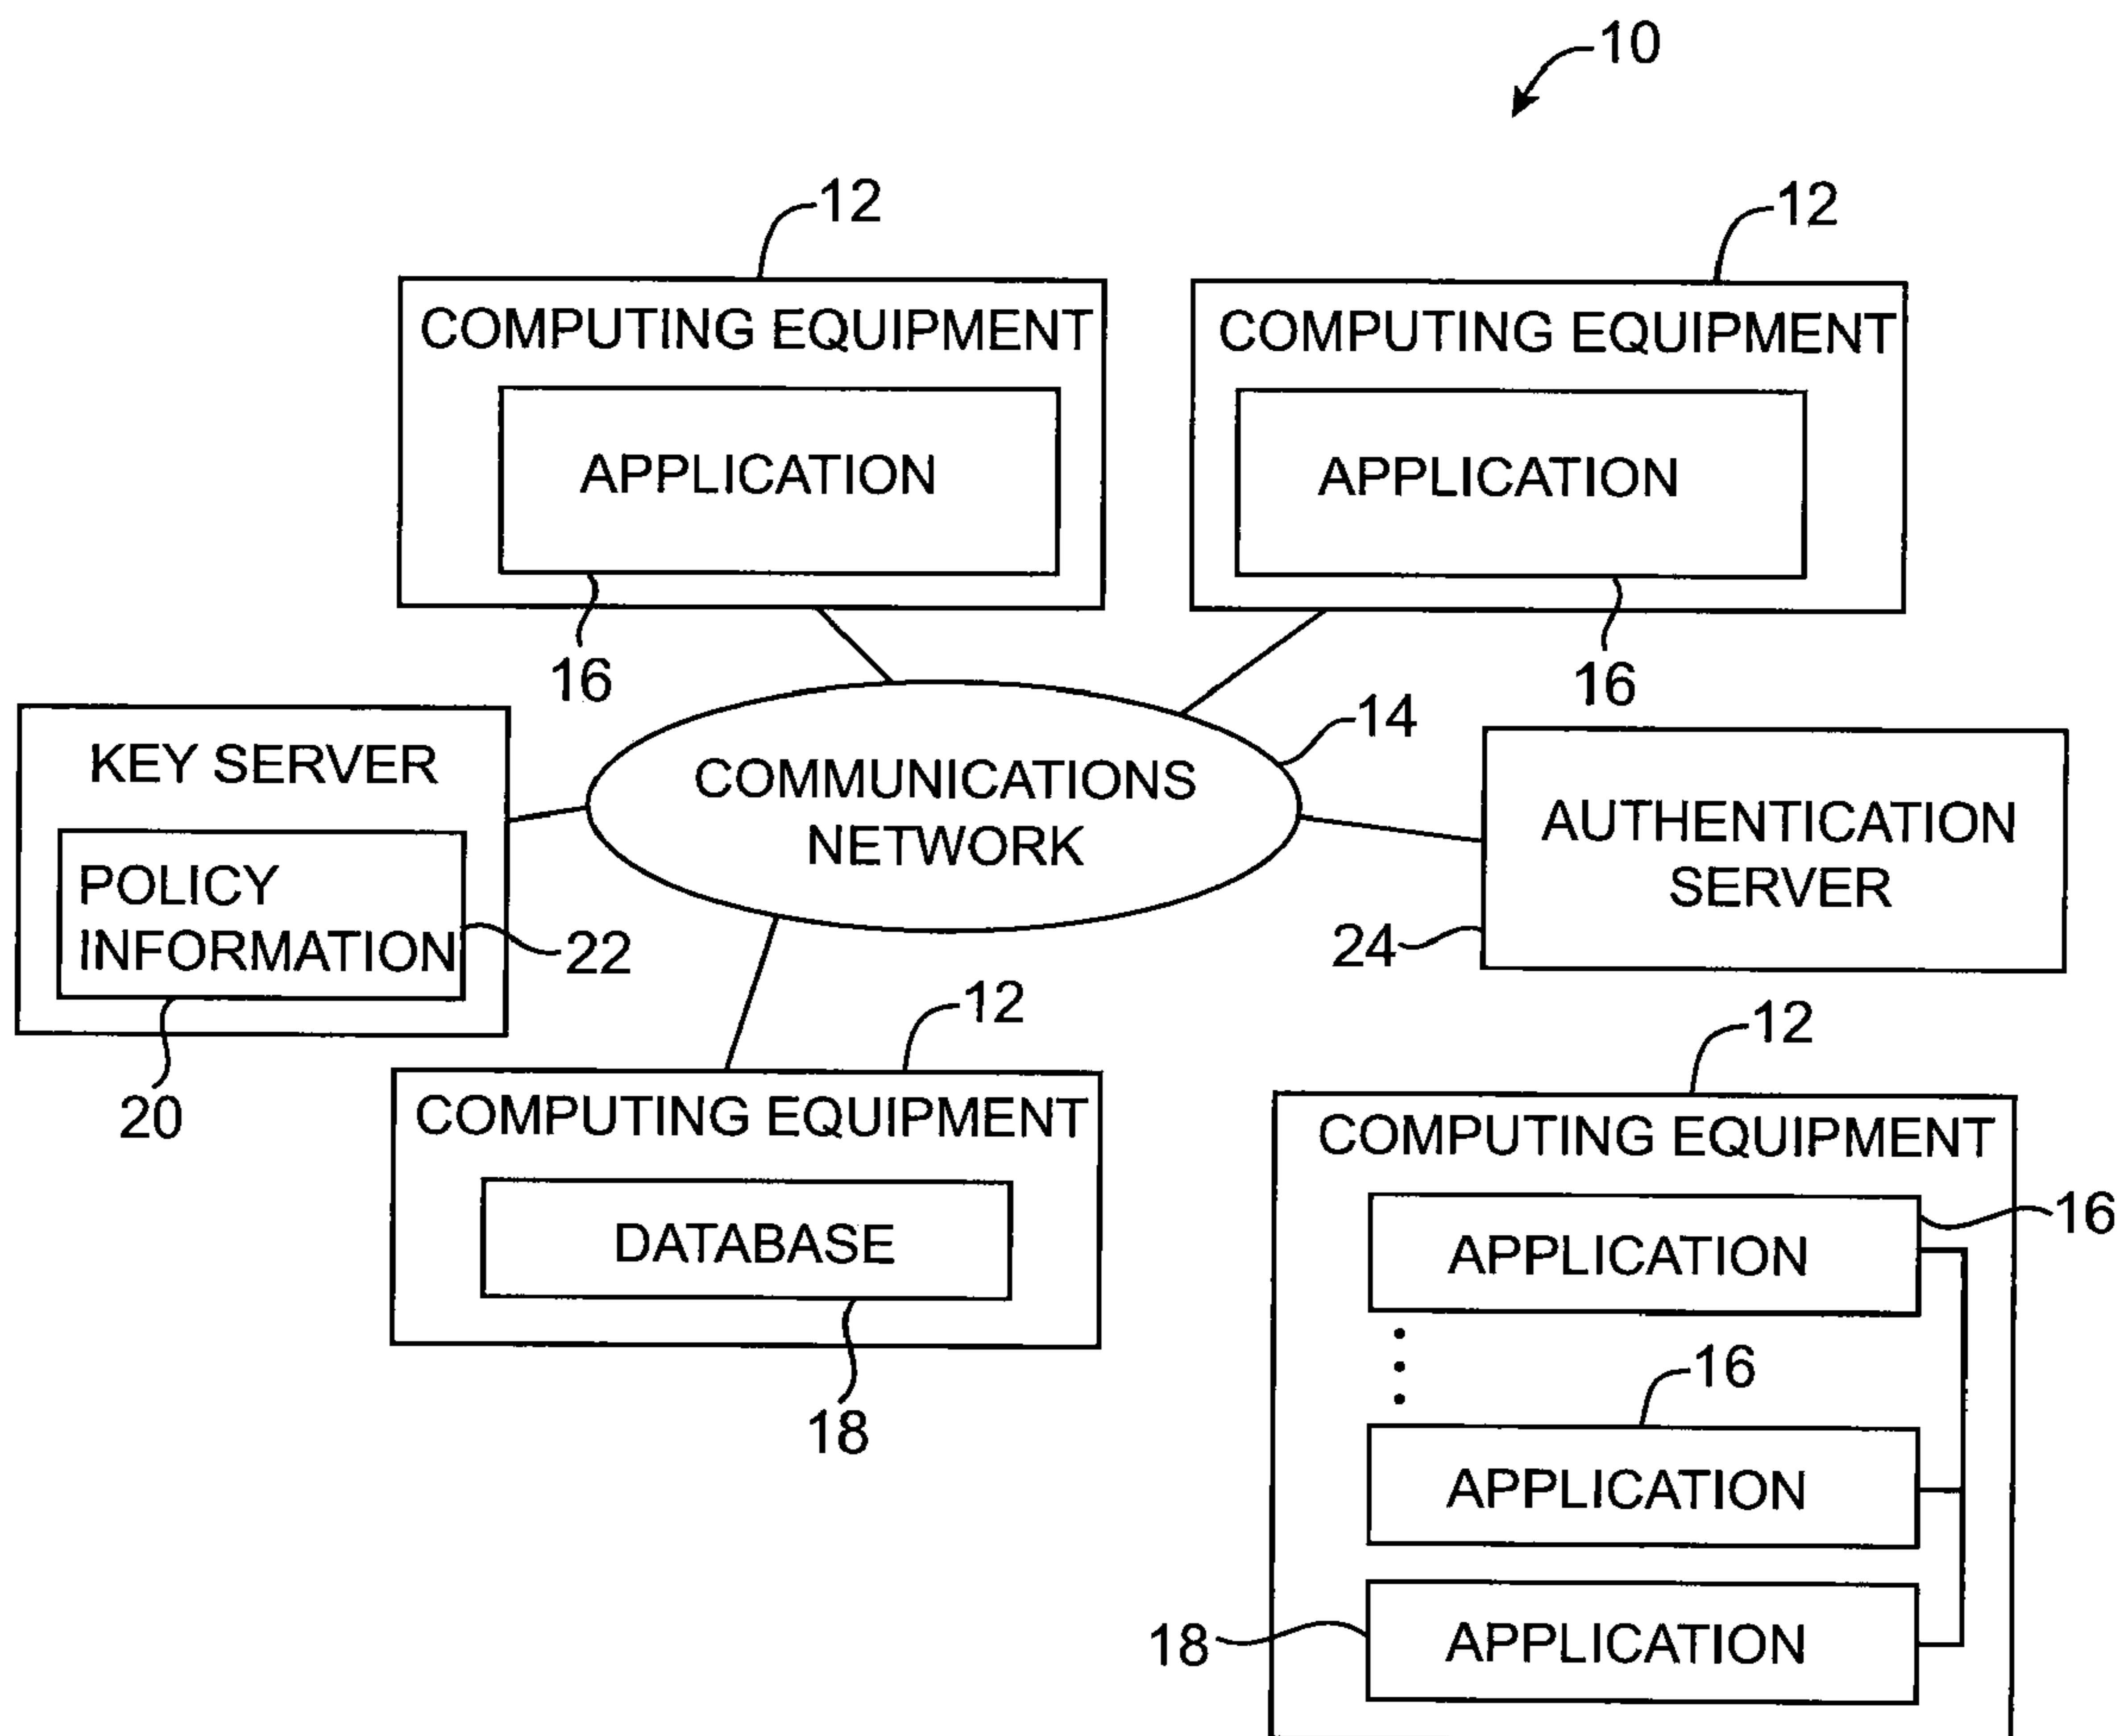 10
12
12
COMPUTING EQUIPMENT
COMPUTING EQUIPMENT
APPLICATION
APPLICATION
16
16
14
KEY SERVER
COMMUNICATIONS
NETWORK
AUTHENTICATION
SERVER
POLICY
INFORMATION
22
24
12
12
20
COMPUTING EQUIPMENT
COMPUTING EQUIPMENT
DATABASE
APPLICATION
16
16
18
APPLICATION
18
APPLICATION